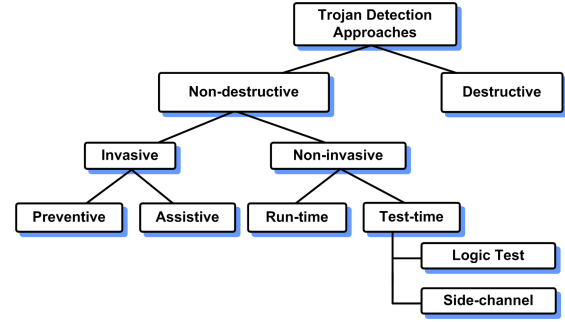 Trojan Detection
Approaches
Non-destructive
Destructive
Invasive
Non-invasive
Preventive
Assistive
Run-time
Test-time
Logic Test
Side-channel